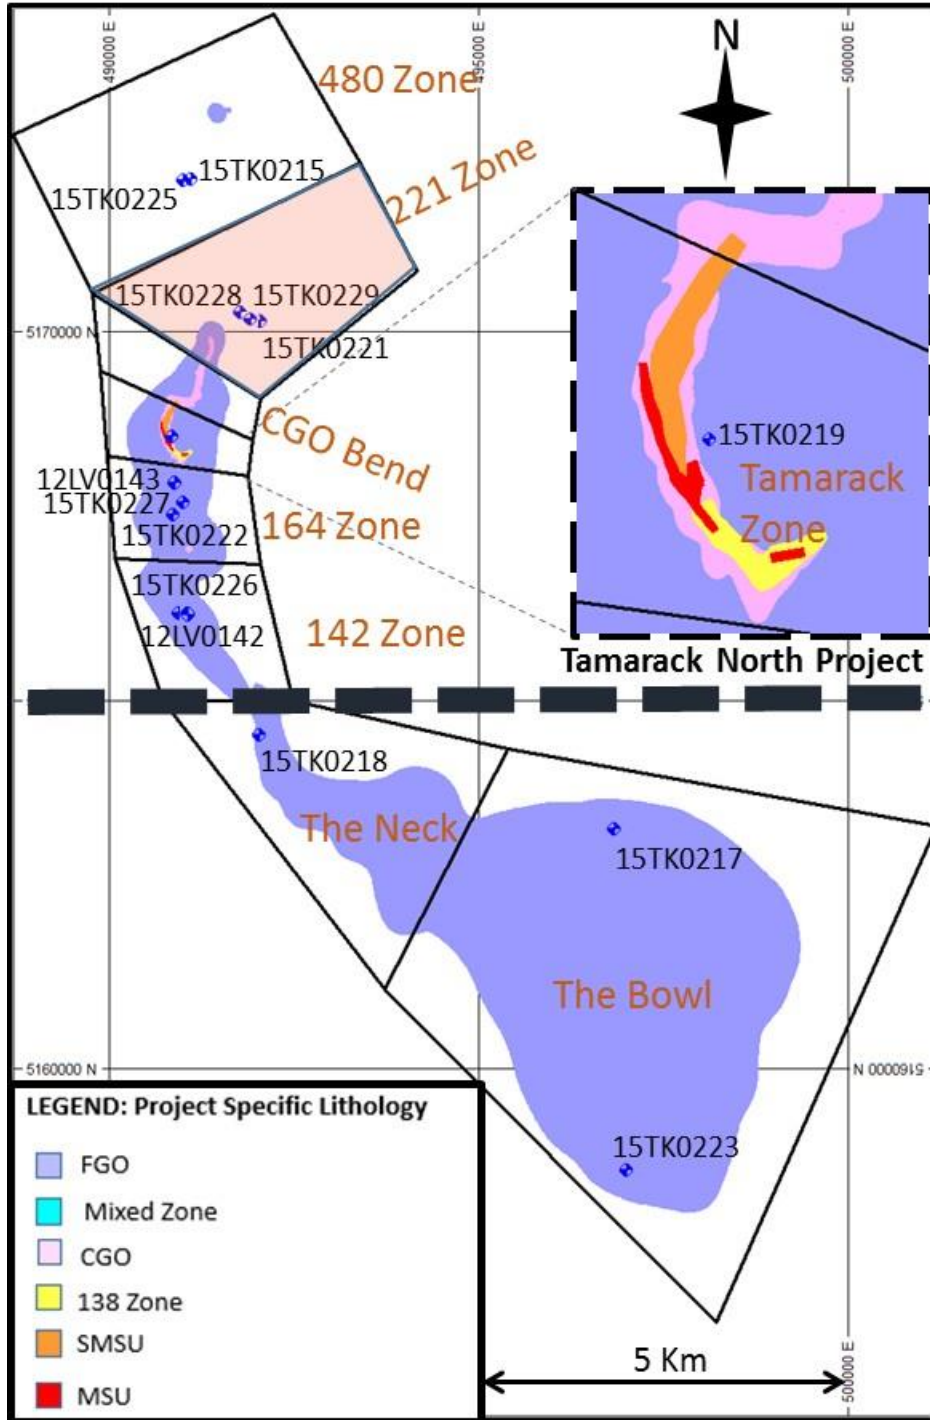 490000 E
495000 E
500000 E
N
480 Zone
15TK0215
15TK0225
221 Zone
15TK0228
15TK0229
5170000 N
15TK0221
CGO Bend
15TK0219
Tamarack
Zone
12LV0143
15TK0227
15TK0222
164 Zone
15TK0226
12LV0142
142 Zone
Tamarack North Project
15TK0218
The Neck
15TK0217
The Bowl
5160000 N
5160000 N
15TK0223
LEGEND: Project Specific Lithology
FGO
Mixed Zone
CGO
138 Zone
SMSU
MSU
5 Km
500000 E